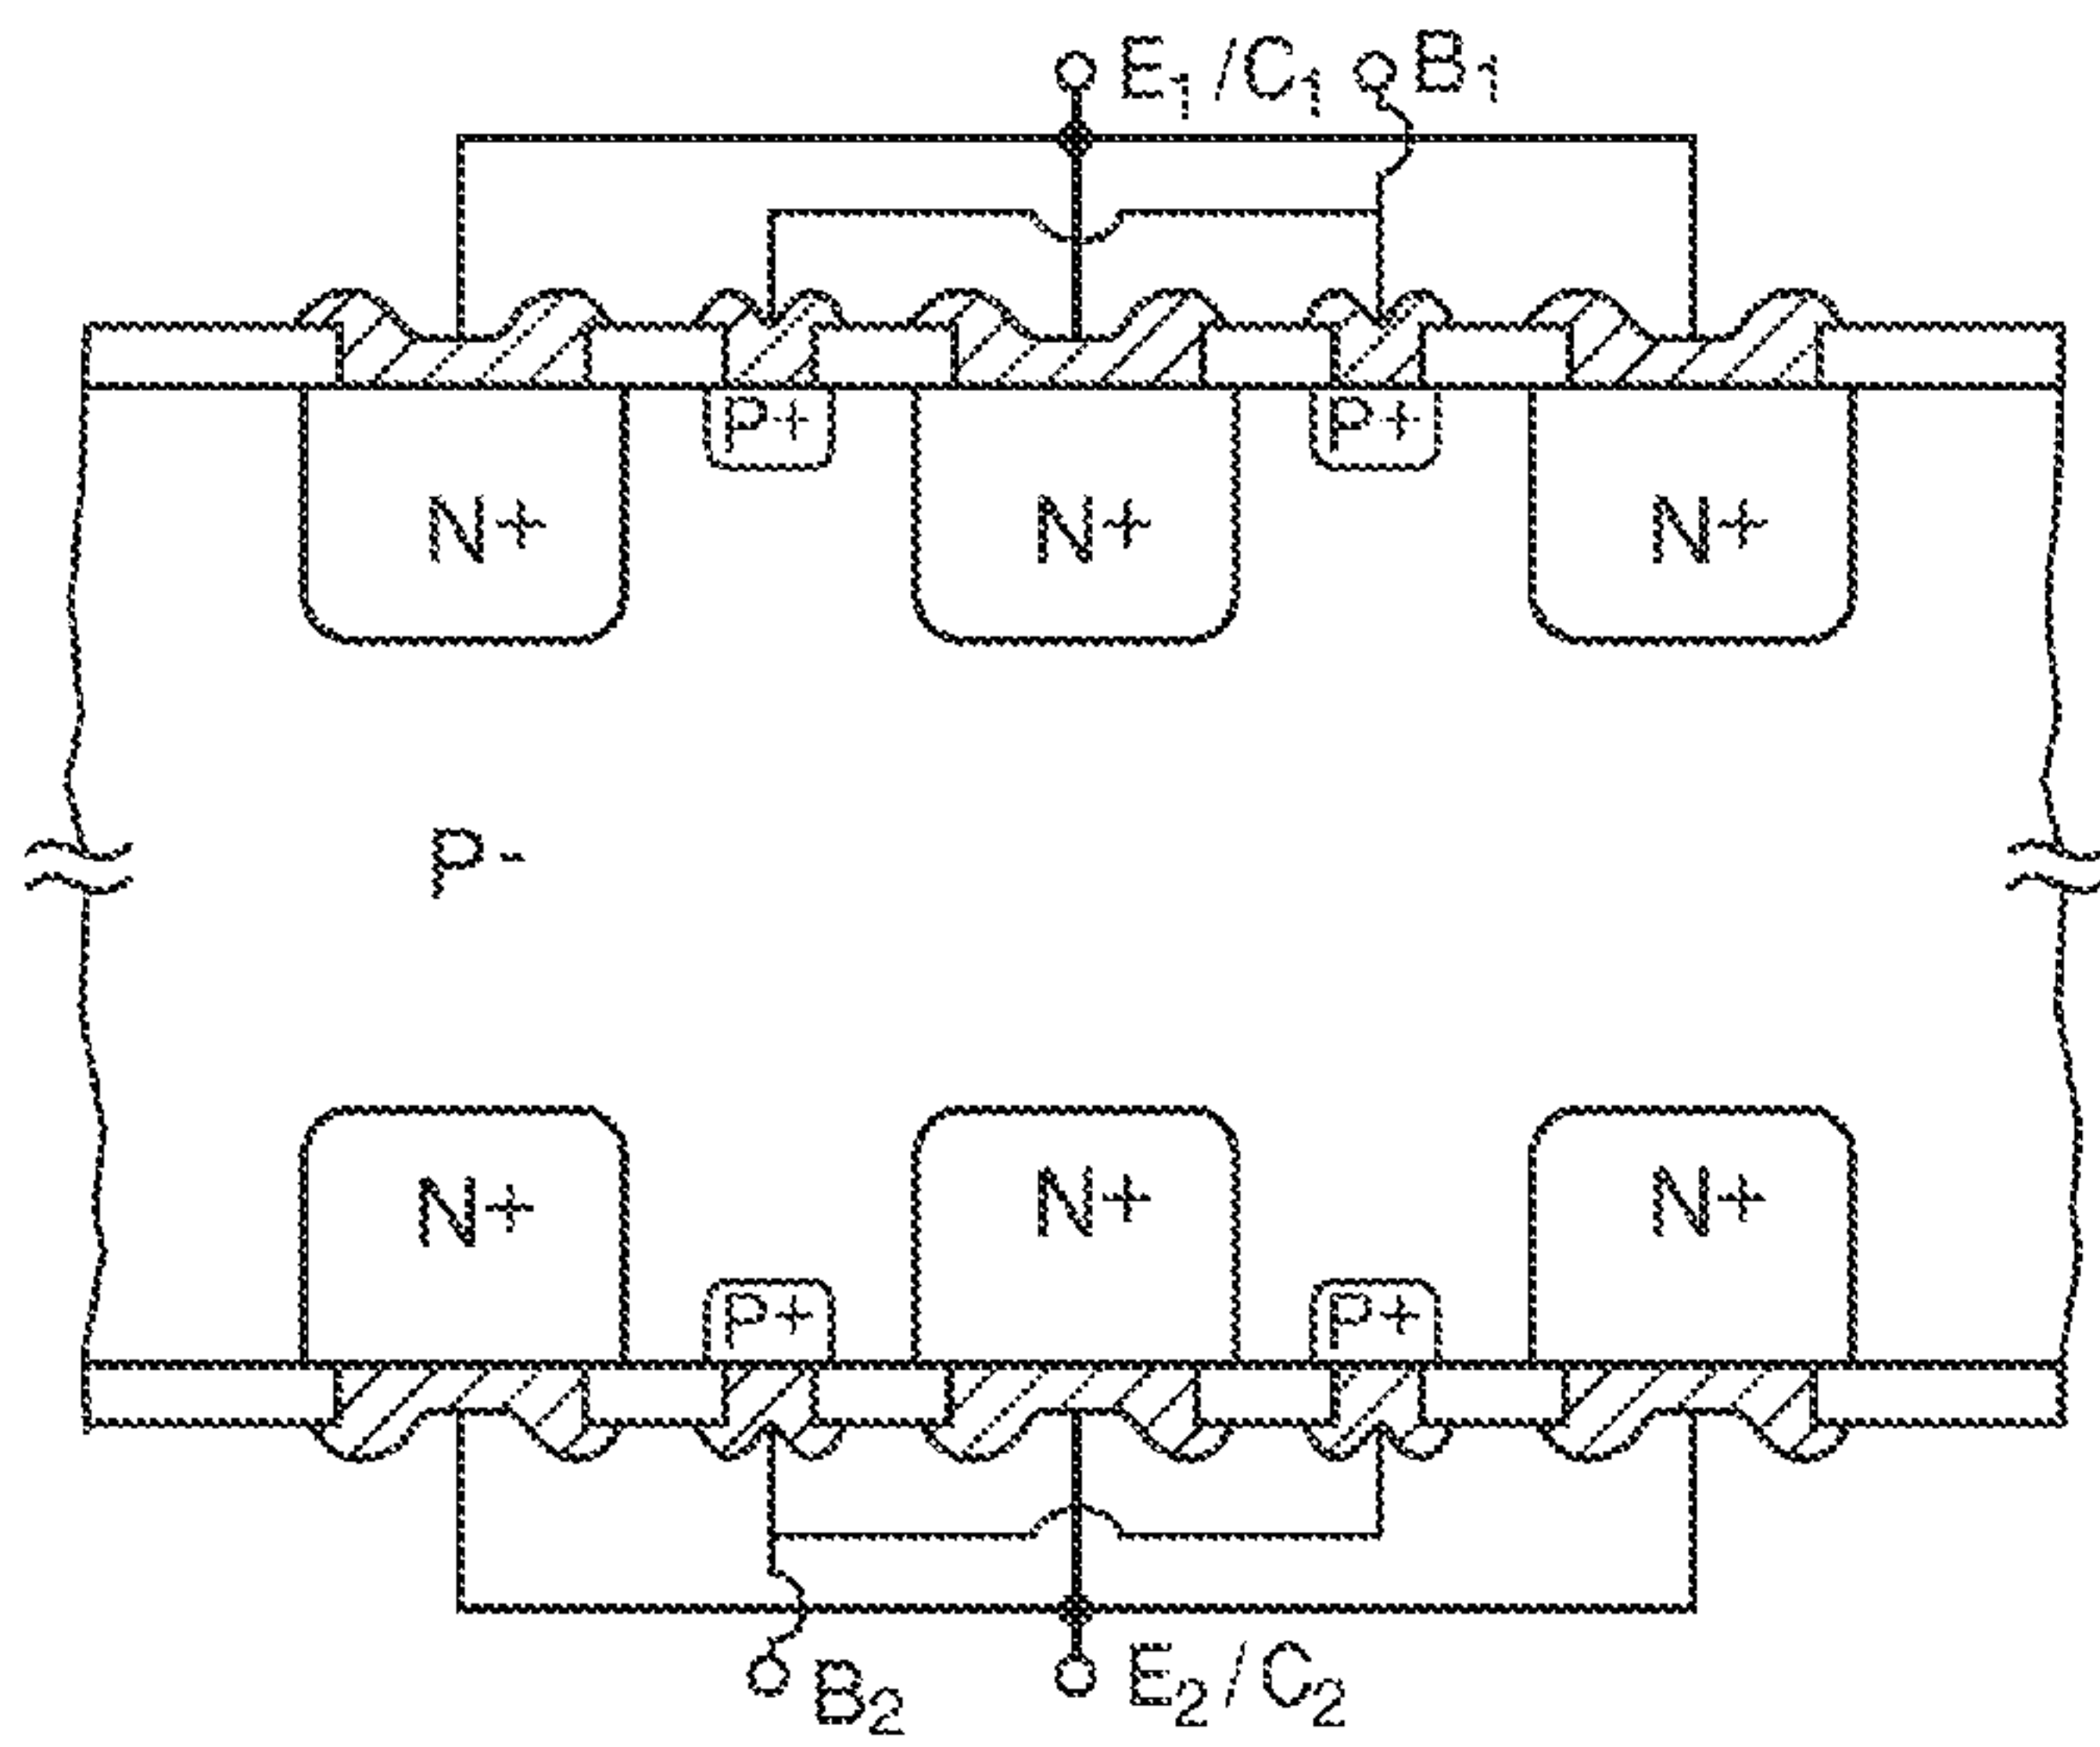 E₁/C₁ B₁
P+ P+
N+ N+ N+
P-
N+ N+ N+
P+ P+
B₂ E₂/C₂